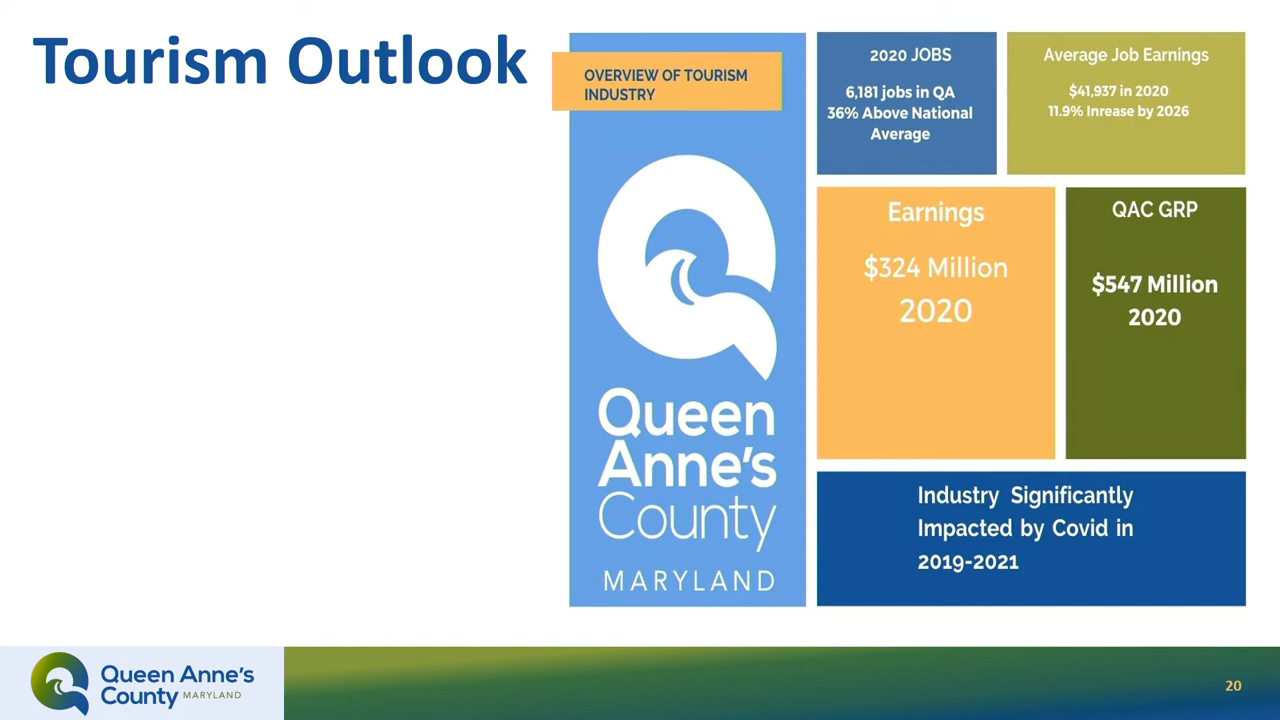 Tourism Outlook
OVERVIEW OF TOURISM
INDUSTRY
Queen
Anne's
County
MARYLAND
2020 JOBS
6,181 jobs in QA
36% Above National
Average
Average Job Earnings
$41,937 in 2020
11.9% Inrease by 2026
Earnings
$324 Million
2020
QAC GRP
$547 Million
2020
Industry Significantly
Impacted by Covid in
2019-2021
Queen Anne's
County MARYLAND
20